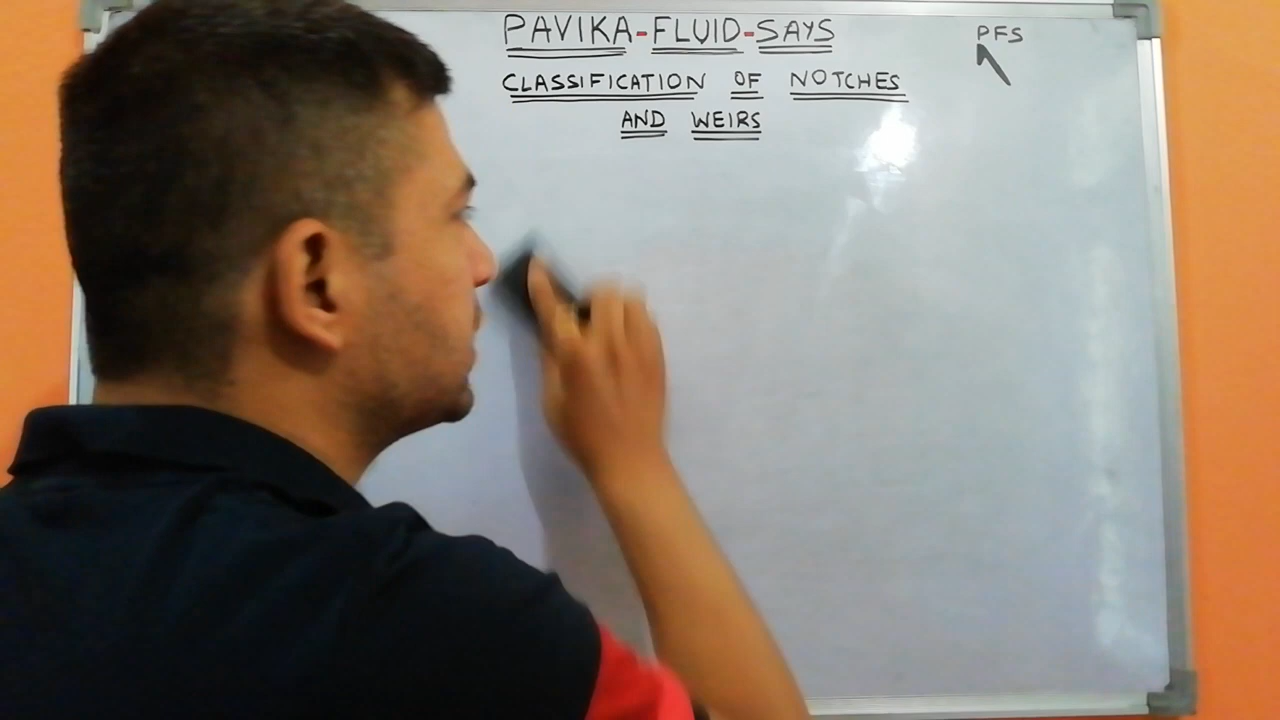 PAVIKA-FLUID-SAYS
PFS
CLASSIFICATION OF NOTCHES
AND WEIRS